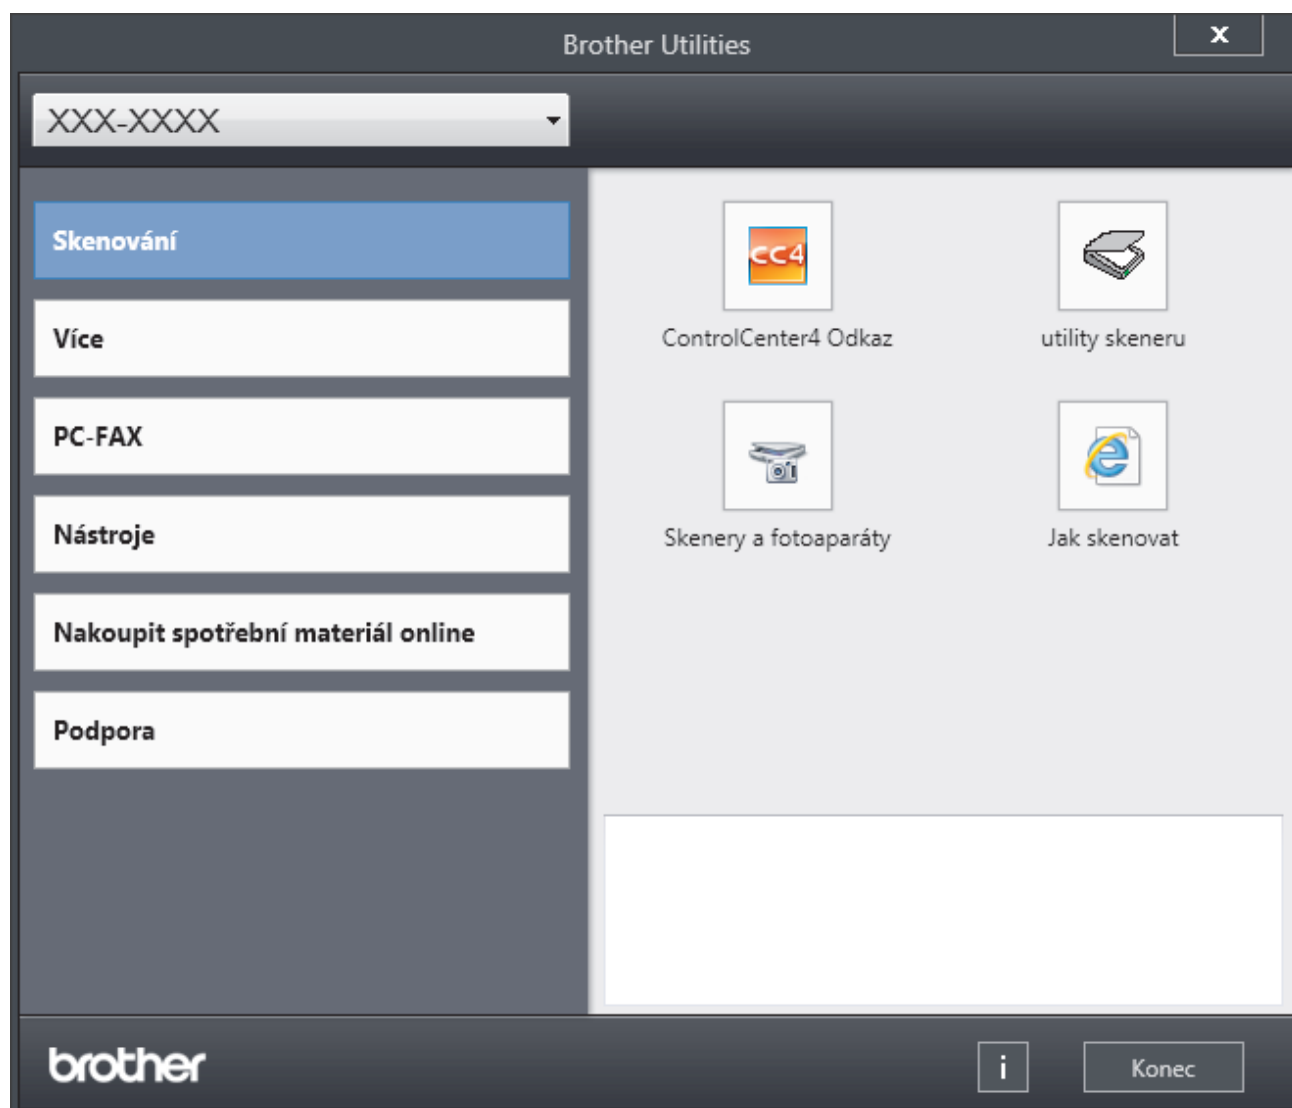 Brother Utilities
x
XXX-XXXX
Skenování
Více
PC-FAX
Nástroje
Nakoupit spotřební materiál online
Podpora
CC4
ControlCenter4 Odkaz
utility skeneru
Skenery a fotoaparáty
Jak skenovat
brother
i
Konec